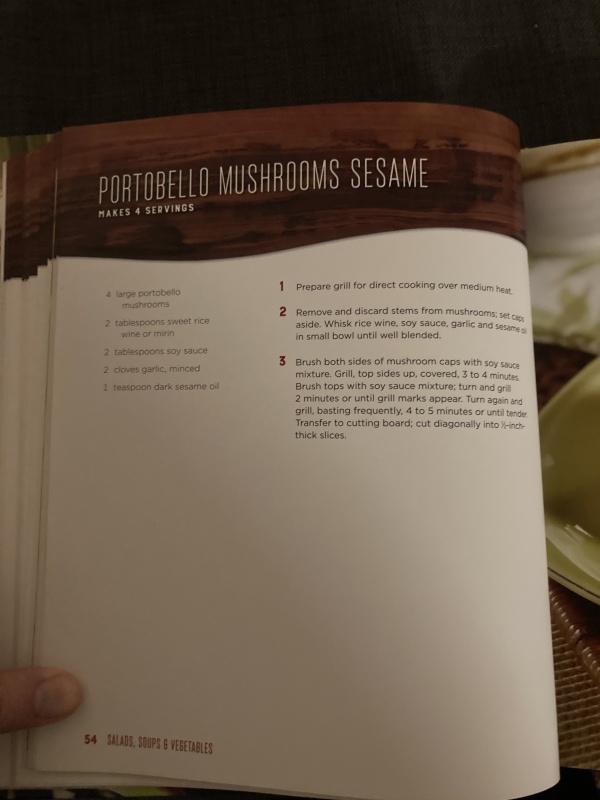 PORTOBELLO MUSHROOMS SESAME
MAKES 4 SERVINGS
4 large portobello
mushrooms
2 tablespoons sweet rice
wine or mirin
2 tablespoons soy sauce
2 cloves garlic, minced
1 teaspoon dark sesame oil
1 Prepare grill for direct cooking over medium heat.
2 Remove and discard stems from mushrooms; set caps
aside. Whisk rice wine, soy sauce, garlic and sesame oil
in small bowl until well blended.
3 Brush both sides of mushroom caps with soy sauce
mixture. Grill, top sides up, covered, 3 to 4 minutes.
Brush tops with soy sauce mixture; turn and grill
2 minutes or until grill marks appear. Turn again and
grill, basting frequently, 4 to 5 minutes or until tender.
Transfer to cutting board; cut diagonally into ½-inch-
thick slices.
54 SALADS, SOUPS & VEGETABLES